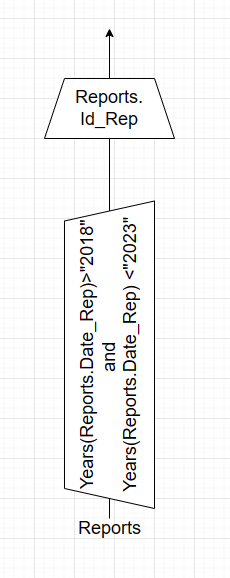 Reports.
Id_Rep
Years(Reports.Date_Rep)>"2018"
and
Years(Reports.Date_Rep) <"2023"
Reports